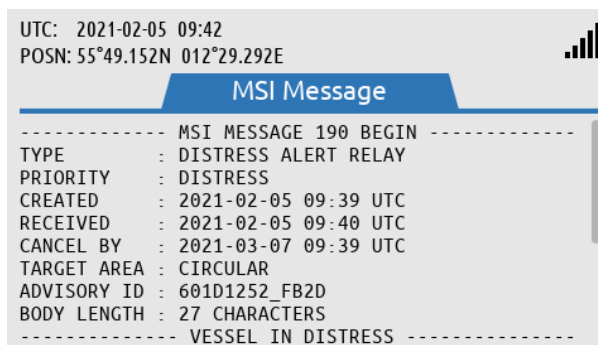 UTC: 2021-02-05 09:42
POSN: 55°49.152N 012°29.292E
MSI Message
------------- MSI MESSAGE 190 BEGIN -------------
TYPE : DISTRESS ALERT RELAY
PRIORITY : DISTRESS
CREATED : 2021-02-05 09:39 UTC
RECEIVED : 2021-02-05 09:40 UTC
CANCEL BY : 2021-03-07 09:39 UTC
TARGET AREA : CIRCULAR
ADVISORY ID : 601D1252_FB2D
BODY LENGTH : 27 CHARACTERS
-------------- VESSEL IN DISTRESS ---------------